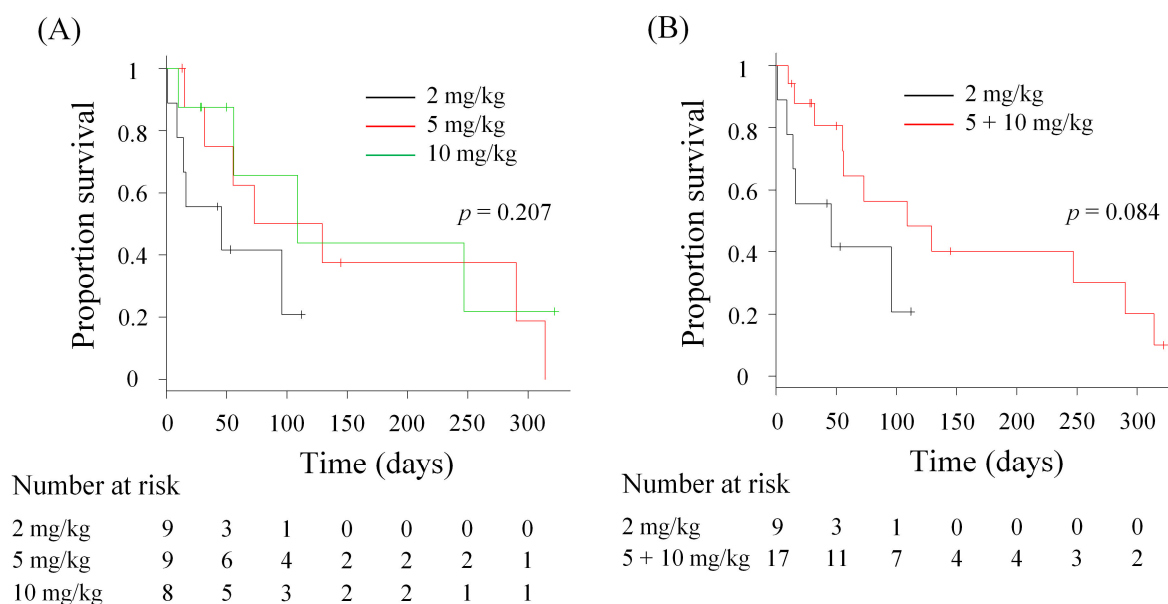 (A)
Proportion survival
1
0.8
0.6
0.4
0.2
0
2 mg/kg
5 mg/kg
10 mg/kg
p = 0.207
0 50 100 150 200 250 300
Time (days)
Number at risk
2 mg/kg 9 3 1 0 0 0 0
5 mg/kg 9 6 4 2 2 2 1
10 mg/kg 8 5 3 2 2 1 1
(B)
Proportion survival
1
0.8
0.6
0.4
0.2
0
2 mg/kg
5 + 10 mg/kg
p = 0.084
0 50 100 150 200 250 300
Time (days)
Number at risk
2 mg/kg 9 3 1 0 0 0 0
5 + 10 mg/kg 17 11 7 4 4 3 2